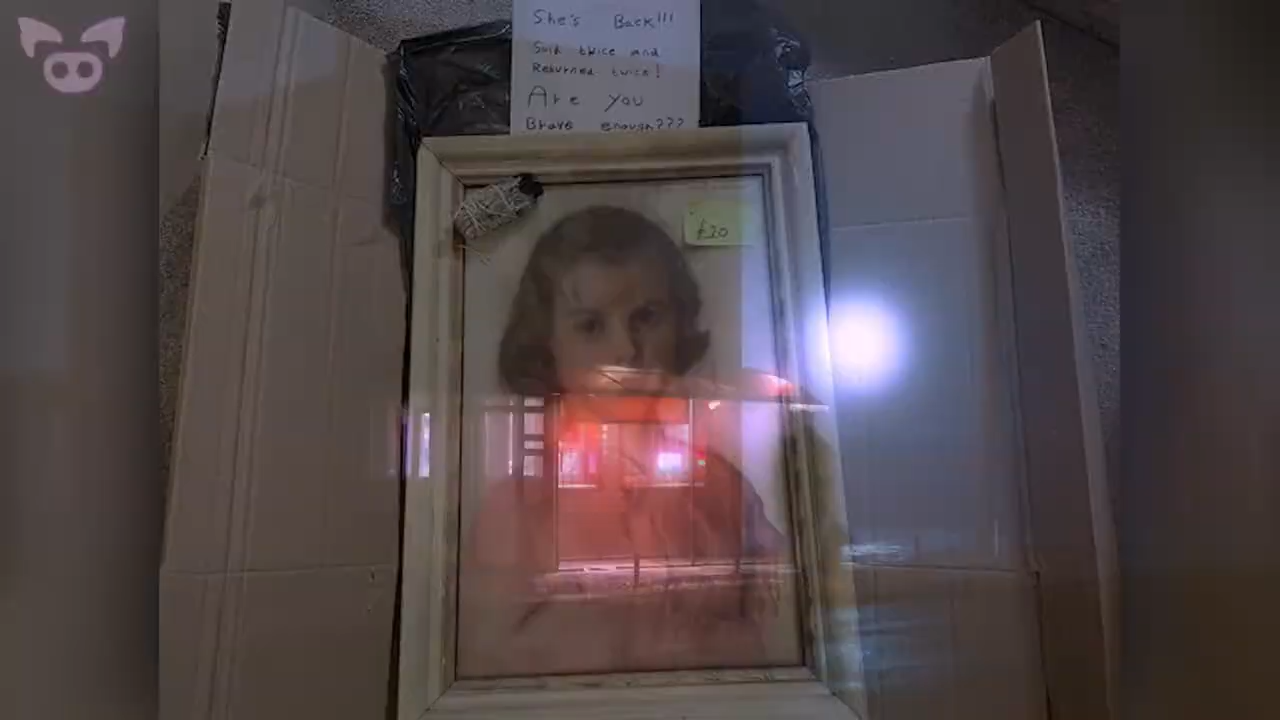 She's Back!!!
Sold twice and
Returned twice!
Are you
Brave enough???
£20